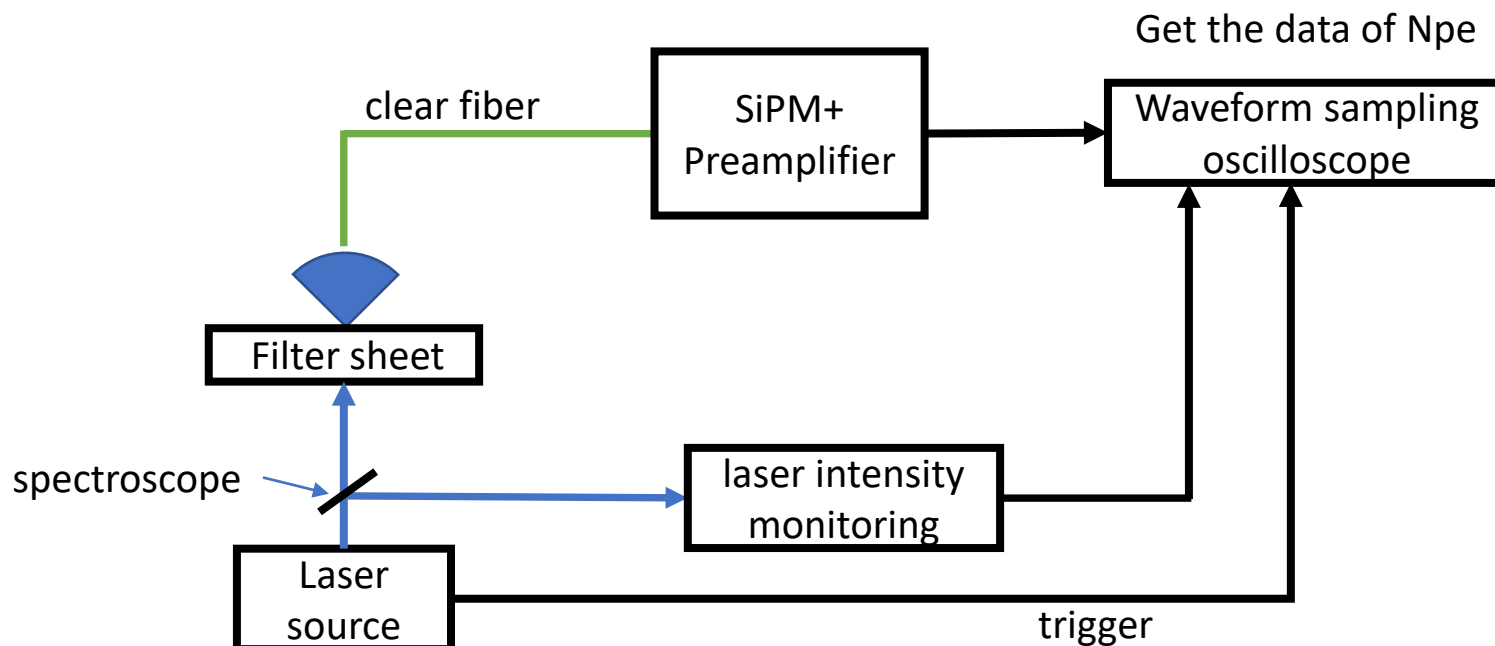 Get the data of Npe
clear fiber
SiPM+
Preamplifier
Waveform sampling
oscilloscope
Filter sheet
spectroscope
laser intensity
monitoring
Laser
source
trigger